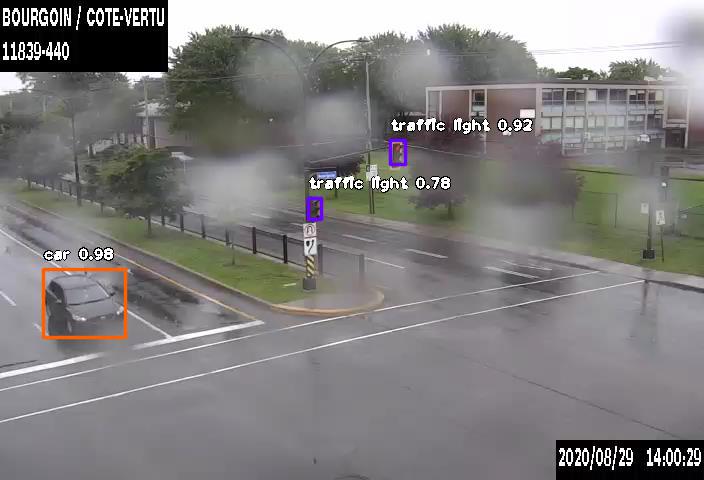 BOURGOIN / COTE-VERTU
11839-440
traffic light 0.92
traffic light 0.78
car 0.98
2020/08/29 14:00:29